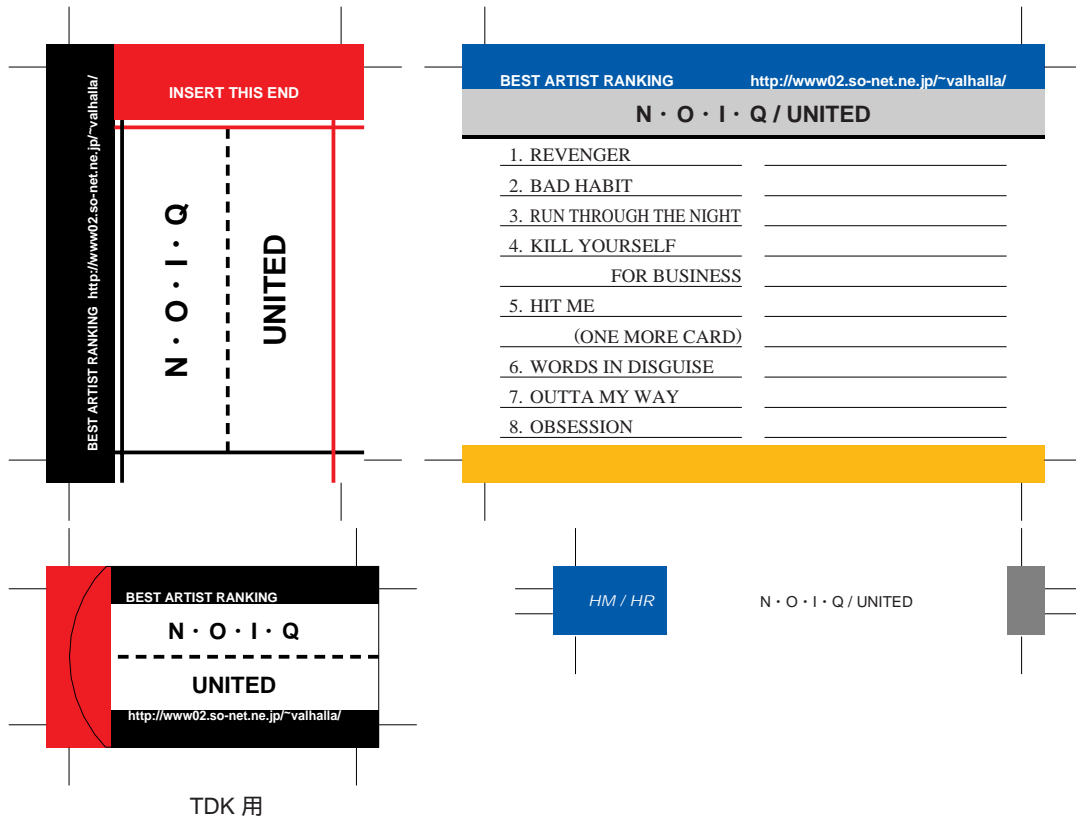 INSERT THIS END
BEST ARTIST RANKING  http://www02.so-net.ne.jp/~valhalla/
N・O・I・Q
UNITED
BEST ARTIST RANKING http://www02.so-net.ne.jp/~valhalla/
N・O・I・Q / UNITED
1. REVENGER
2. BAD HABIT
3. RUN THROUGH THE NIGHT
4. KILL YOURSELF
FOR BUSINESS
5. HIT ME
(ONE MORE CARD)
6. WORDS IN DISGUISE
7. OUTTA MY WAY
8. OBSESSION
BEST ARTIST RANKING
N・O・I・Q
UNITED
http://www02.so-net.ne.jp/~valhalla/
TDK 用
HM / HR
N・O・I・Q / UNITED